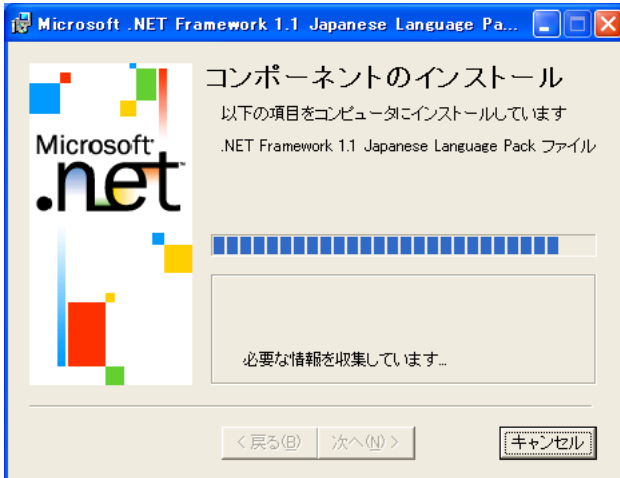 Microsoft .NET Framework 1.1 Japanese Language Pa...
コンポーネントのインストール
以下の項目をコンピュータにインストールしています
.NET Framework 1.1 Japanese Language Pack ファイル
Microsoft
.net
必要な情報を収集しています...
< 戻る(B)
次へ(N) >
キャンセル